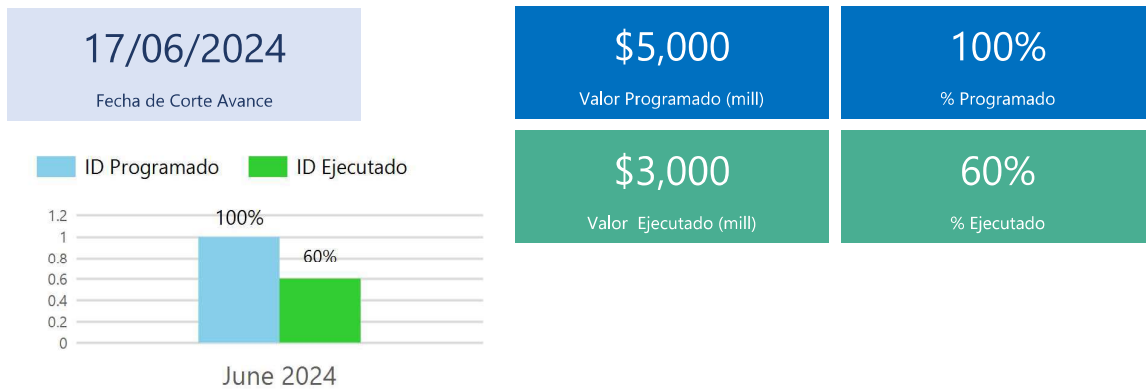 17/06/2024
Fecha de Corte Avance
$5,000
Valor Programado (mill)
100%
% Programado
$3,000
Valor Ejecutado (mill)
60%
% Ejecutado
ID Programado
ID Ejecutado
1.2
1
0.8
0.6
0.4
0.2
0
100%
60%
June 2024